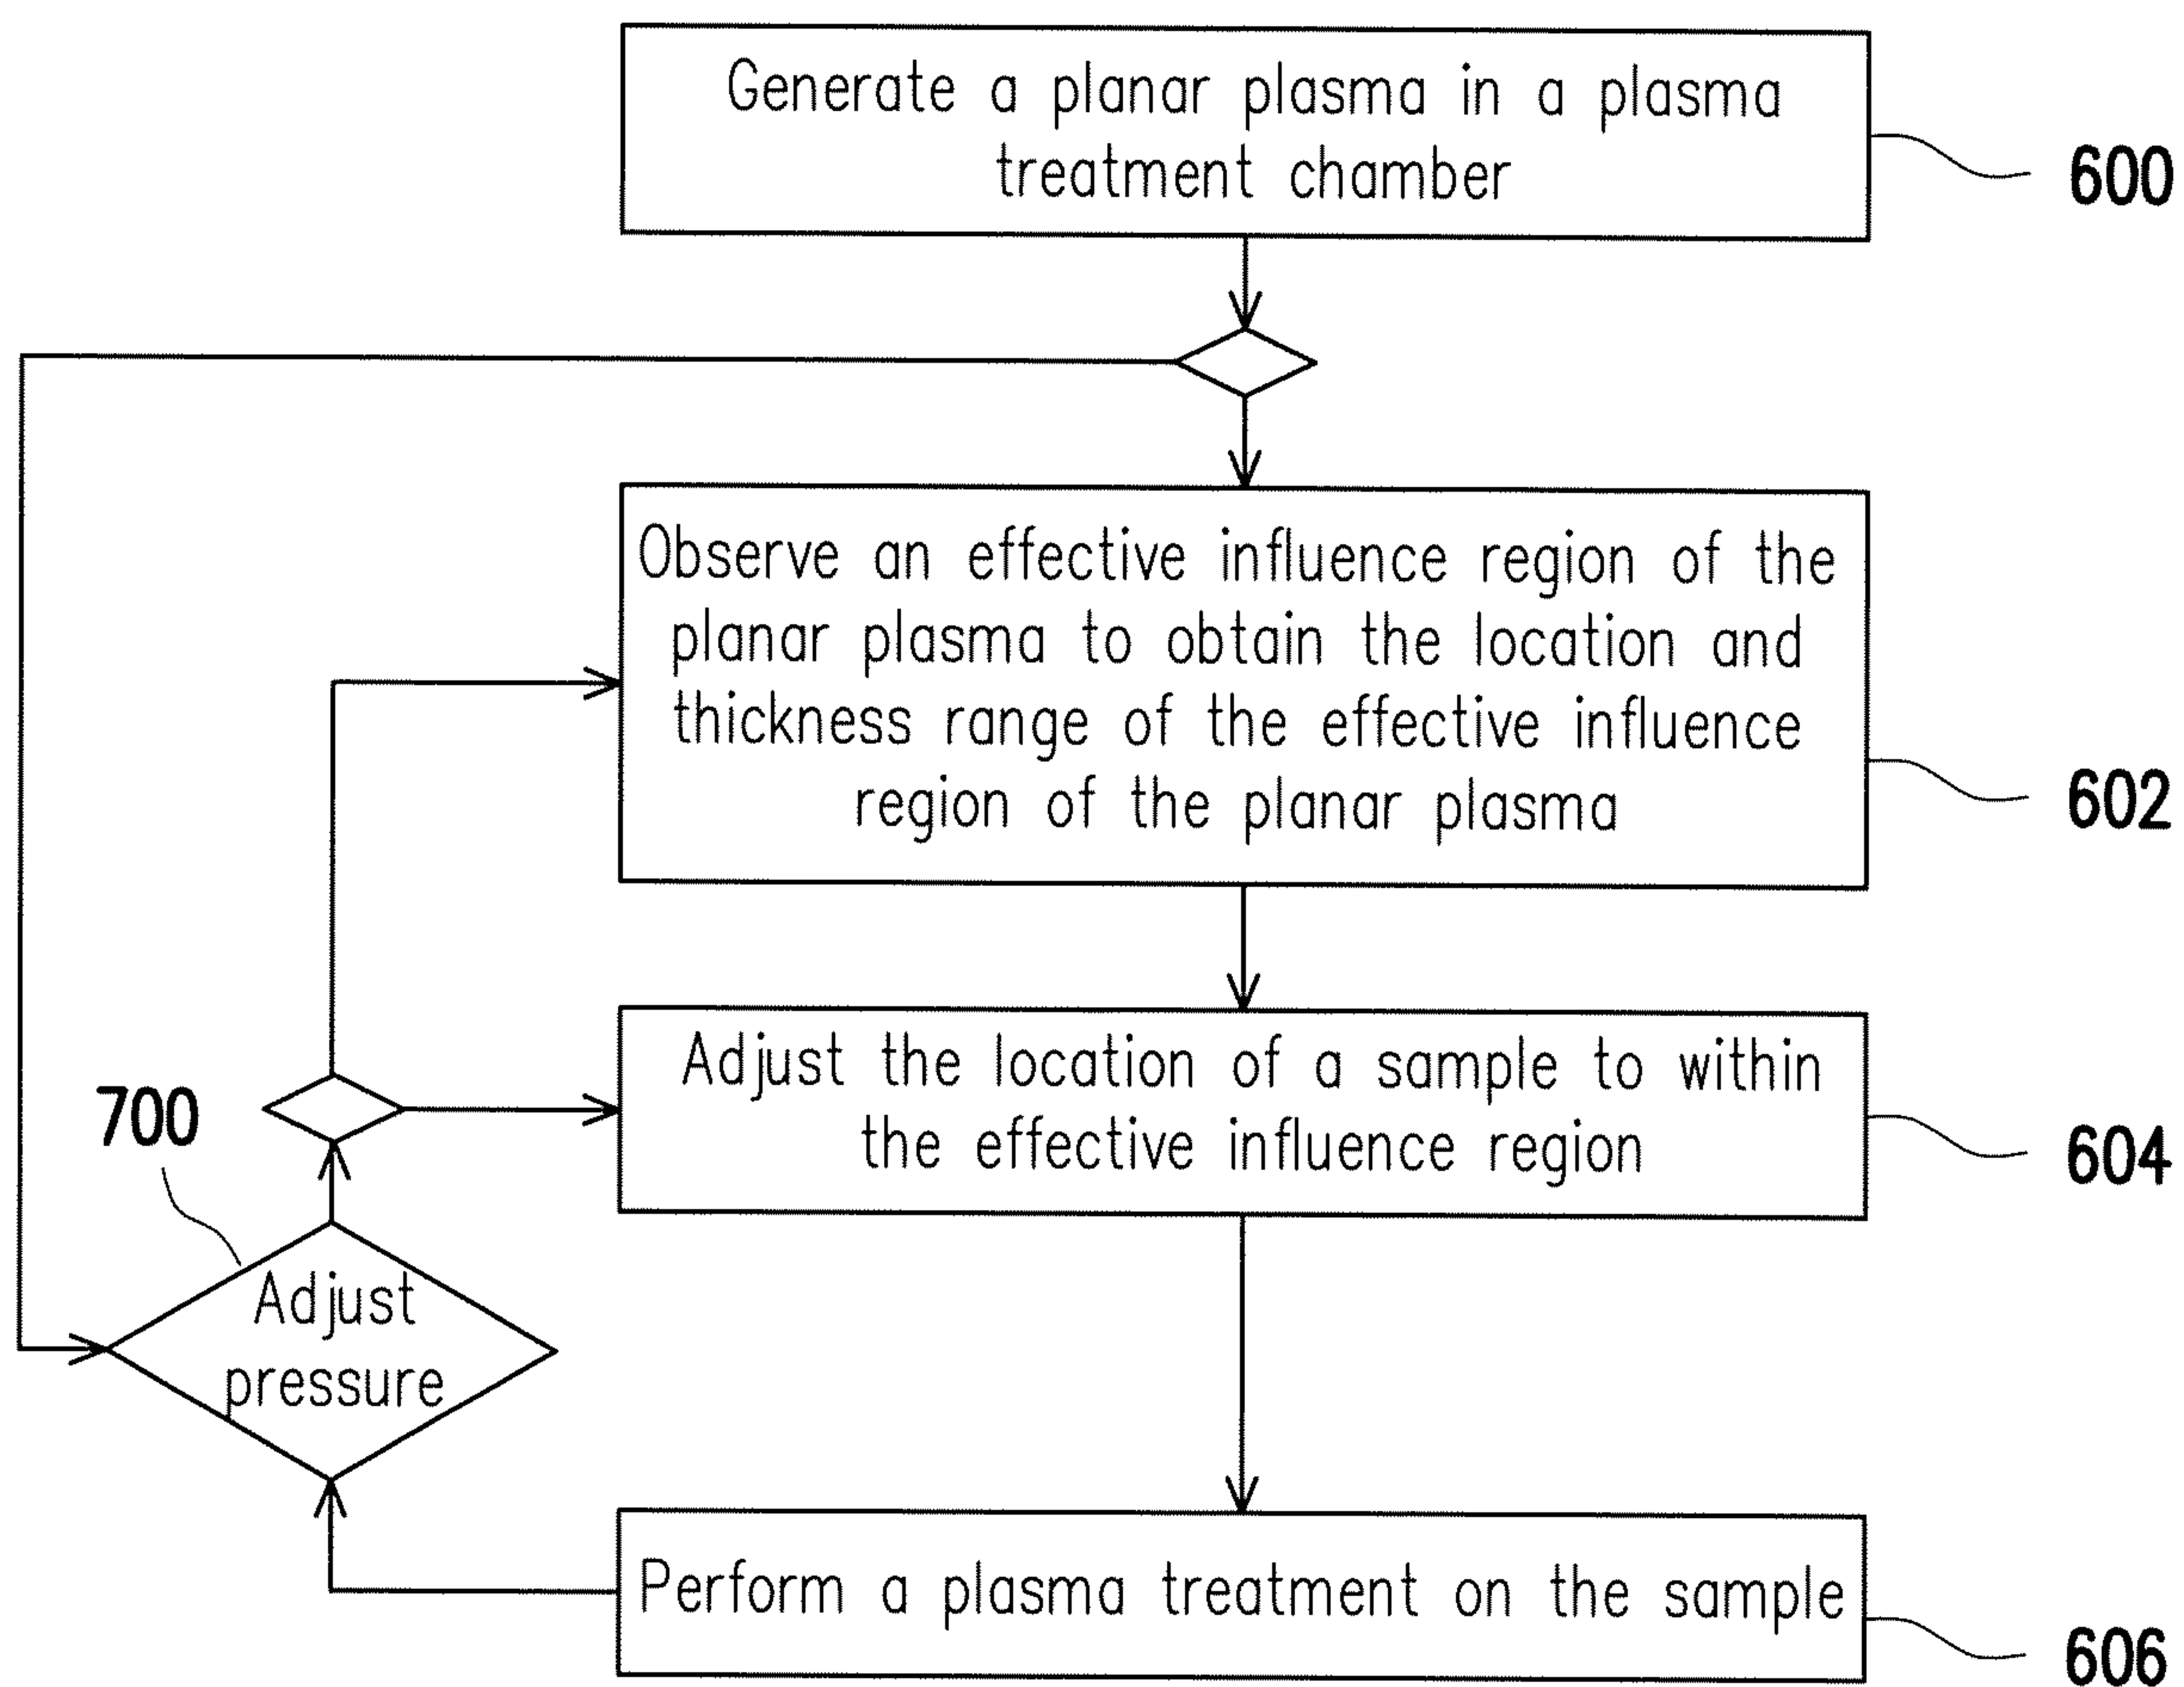 Generate a planar plasma in a plasma
treatment chamber
600
Observe an effective influence region of the
planar plasma to obtain the location and
thickness range of the effective influence
region of the planar plasma
602
Adjust the location of a sample to within
the effective influence region
604
700
Adjust
pressure
Perform a plasma treatment on the sample
606